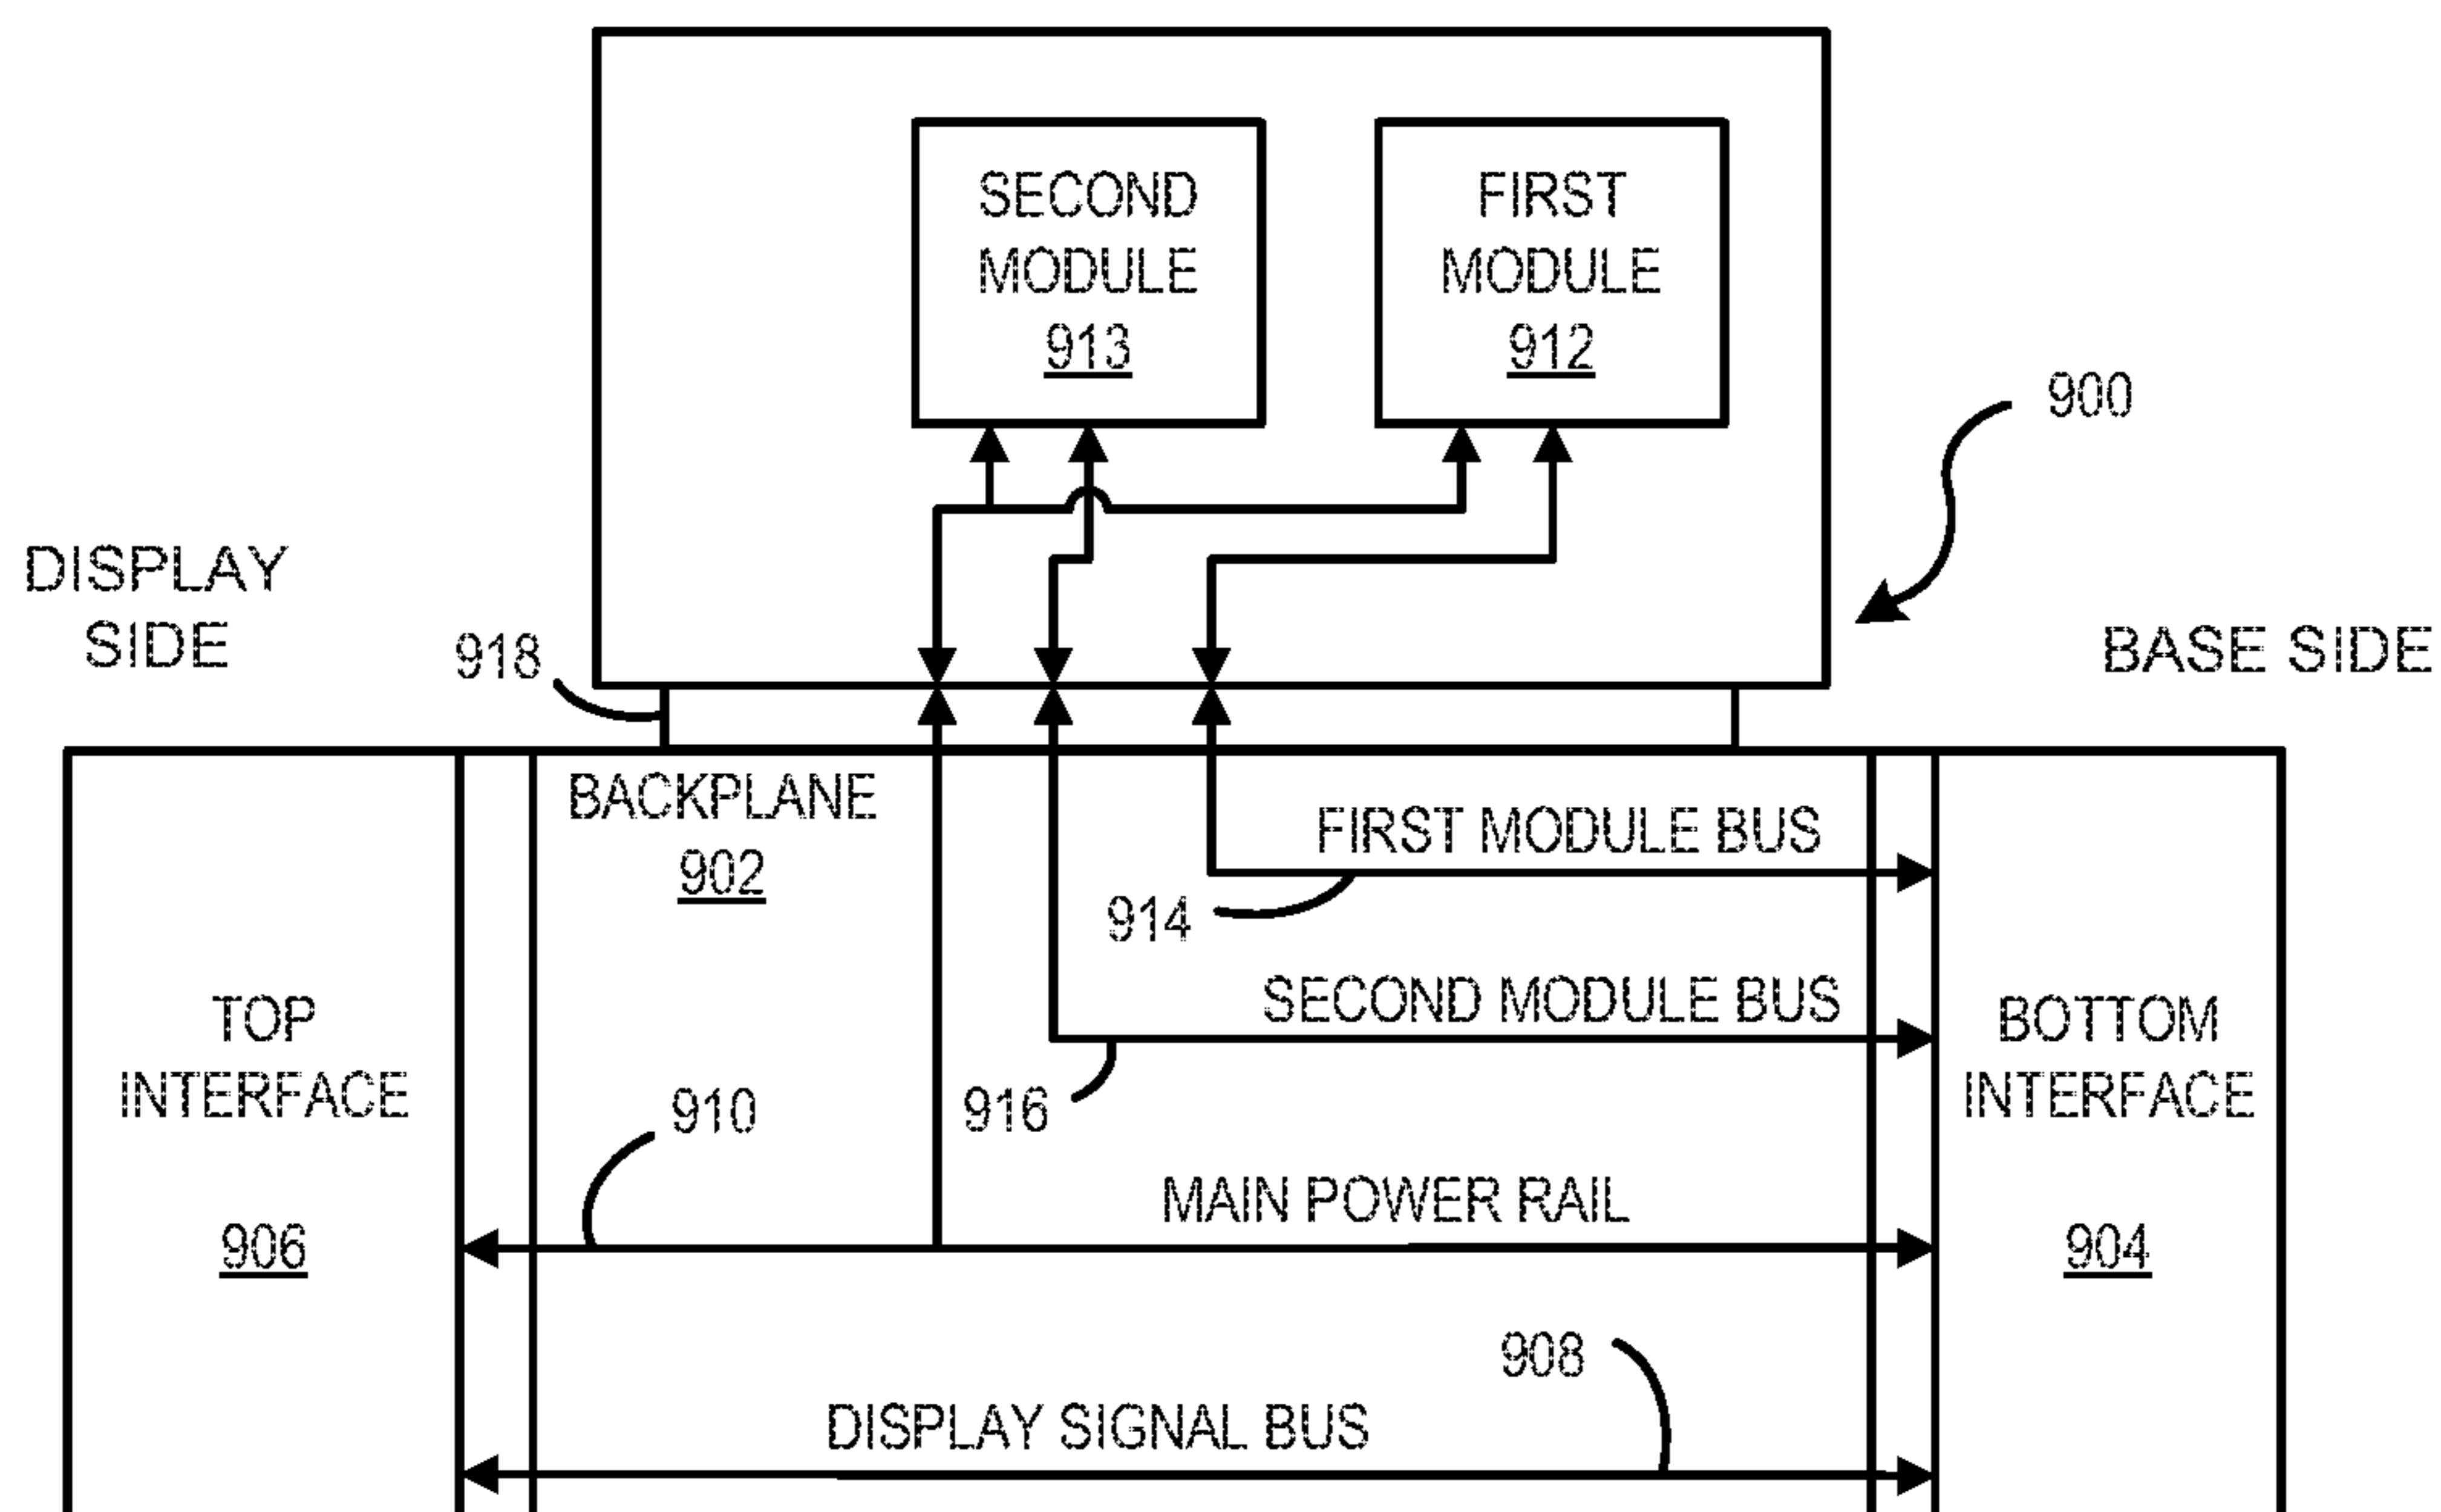 SECOND
MODULE
913
FIRST
MODULE
912
900
DISPLAY
SIDE
918
BASE SIDE
BACKPLANE
902
FIRST MODULE BUS
914
SECOND MODULE BUS
916
TOP
INTERFACE
906
BOTTOM
INTERFACE
904
910
MAIN POWER RAIL
908
DISPLAY SIGNAL BUS